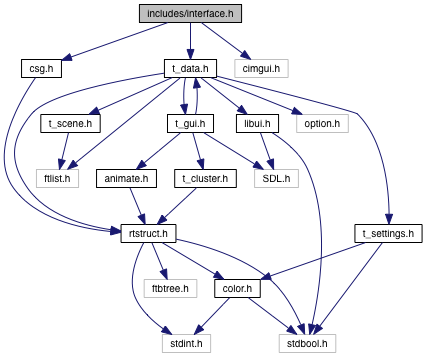 includes/interface.h
csg.h
t_data.h
cimgui.h
t_scene.h
t_gui.h
libui.h
option.h
ftlist.h
animate.h
t_cluster.h
SDL.h
rtstruct.h
t_settings.h
ftbtree.h
color.h
stdint.h
stdbool.h